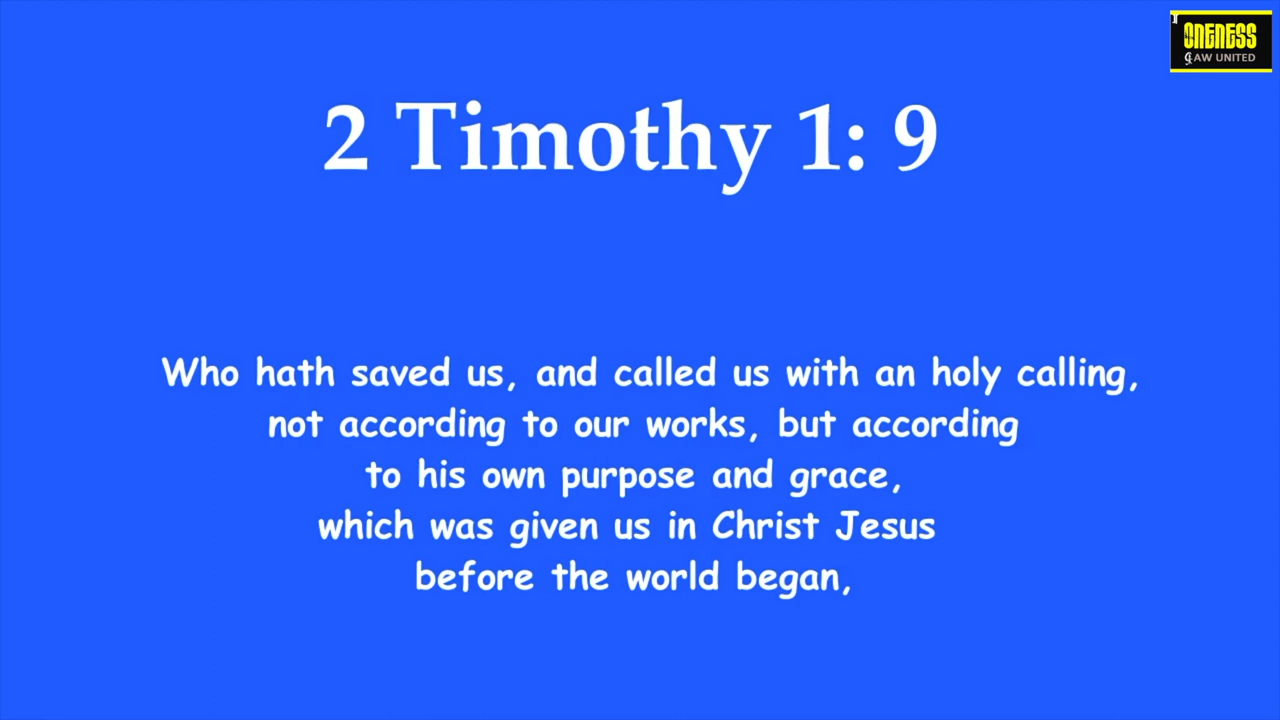 ONENESS
AW UNITED
2 Timothy 1: 9
Who hath saved us, and called us with an holy calling,
not according to our works, but according
to his own purpose and grace,
which was given us in Christ Jesus
before the world began,